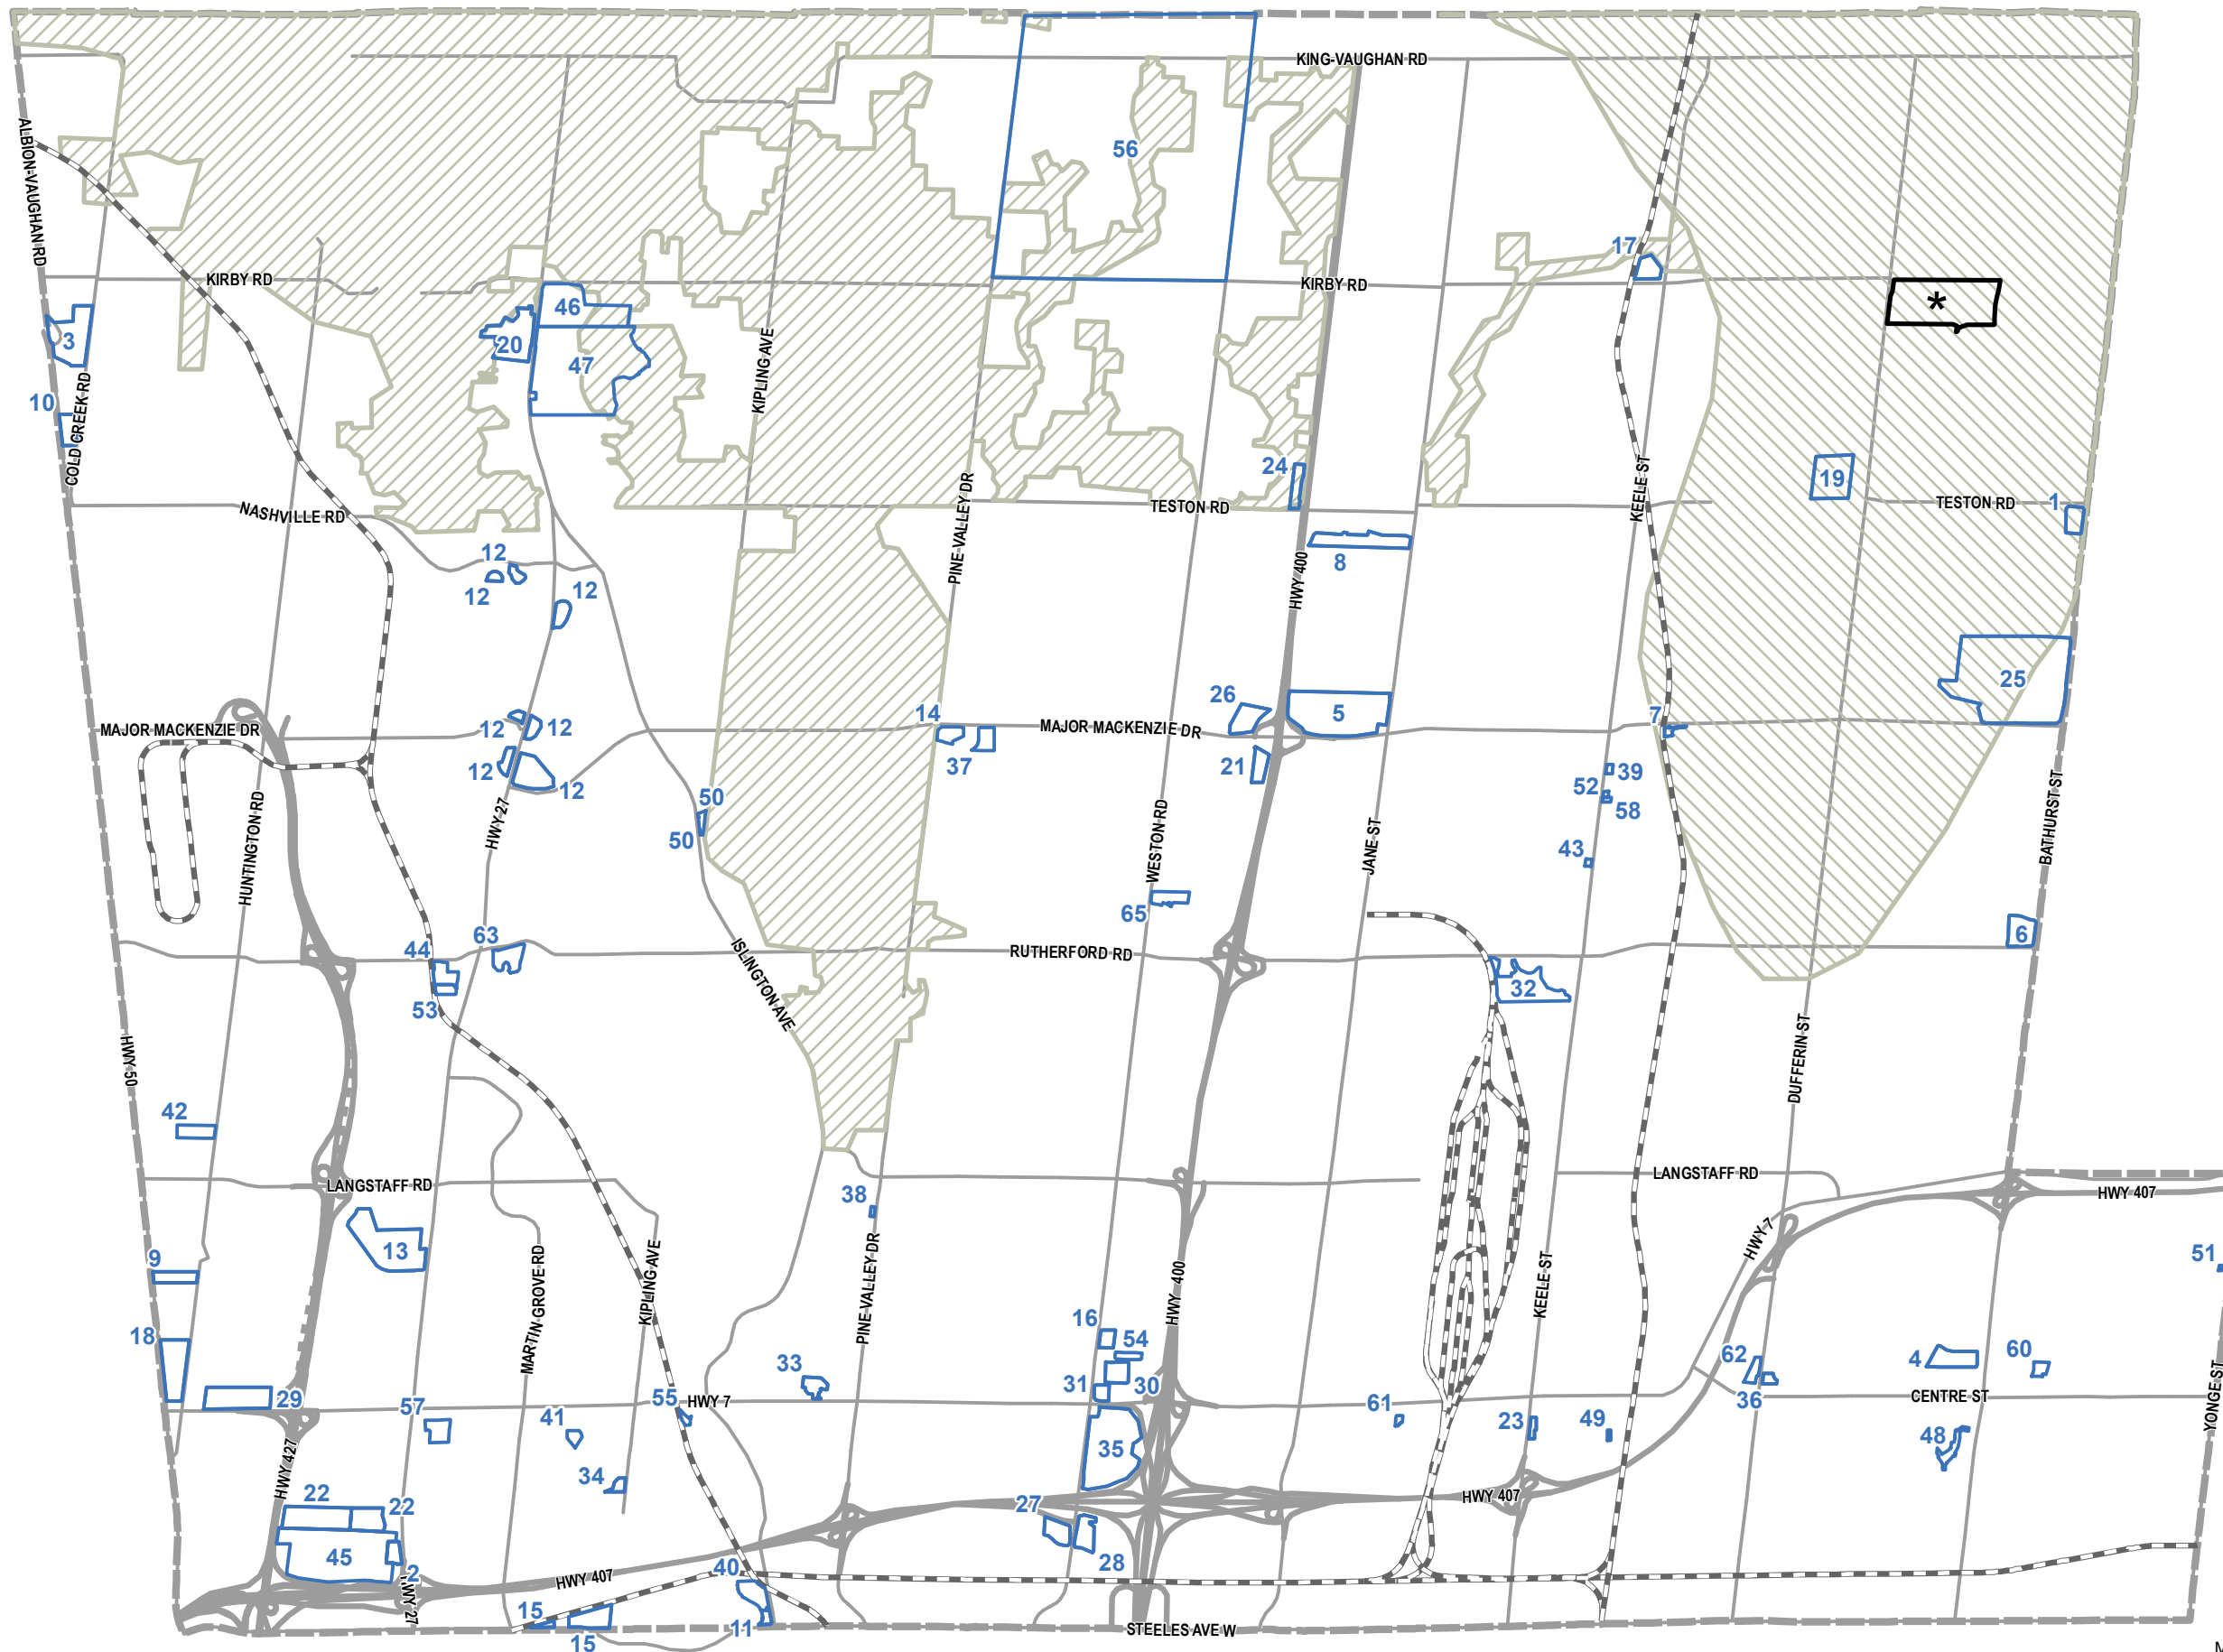 KING-VAUGHAN RD
ALBION-VAUGHAN RD
56
17
KIRBY RD
KIRBY RD
*
46
3
20
47
KIPLING AVE
10
COLD CREEK RD
24
KEELE ST
19
PINE VALLEY DR
TESTON RD
TESTON RD
1
NASHVILLE RD
12
8
HWY 400
12
12
26
25
14
5
7
MAJOR MACKENZIE DR
12
12
MAJOR MACKENZIE DR
37
21
12
39
12
52
58
50
50
HWY 27
HUNTINGTON RD
WESTON RD
JANE ST
BATHURST ST
43
65
6
63
44
RUTHERFORD RD
ISLINGTON AVE
32
53
HWY 50
DUFFERIN ST
42
LANGSTAFF RD
LANGSTAFF RD
38
HWY 407
13
9
HWY 7
51
MARTIN GROVE RD
KIPLING AVE
PINE VALLEY DR
HWY 400
KEELE ST
16
18
54
62
4
60
33
31
30
29
55
HWY 7
36
CENTRE ST
57
41
61
23
49
YONGE ST
35
48
HWY 427
34
22
22
27
HWY 407
45
28
2
40
HWY 407
HWY 27
15
11
STEELES AVE W
15